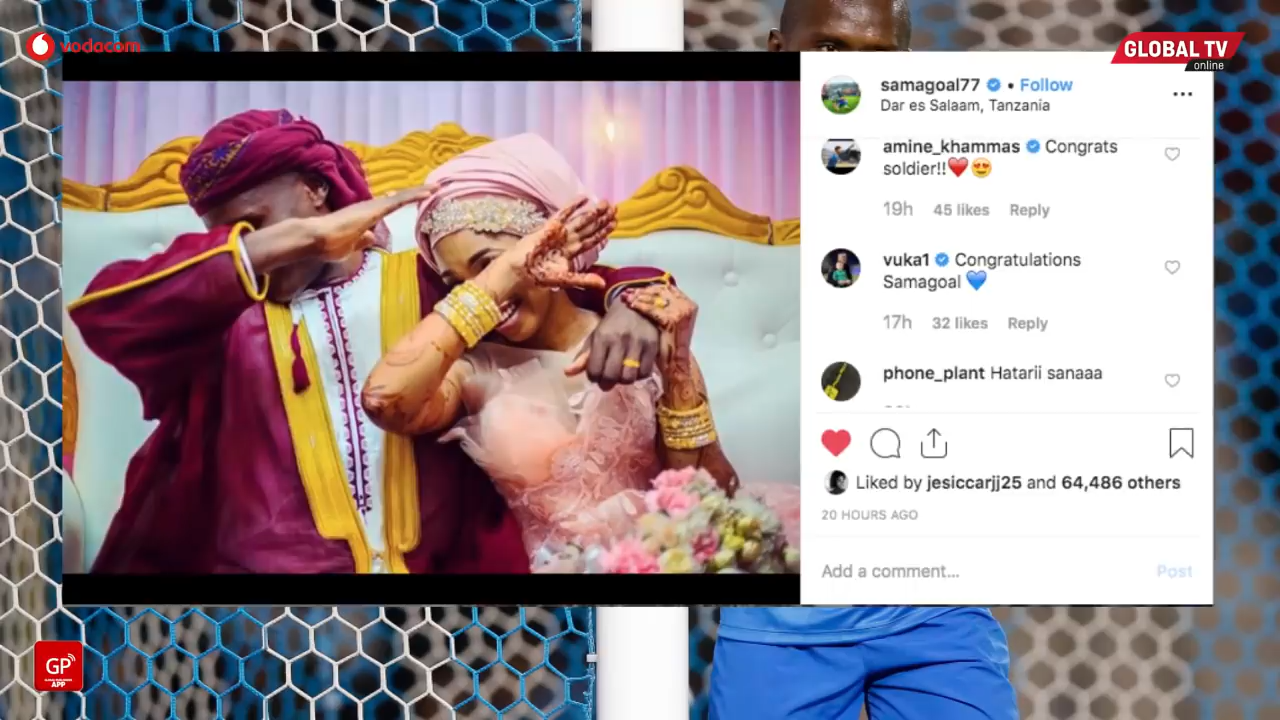 vodacom
GLOBAL TV
online
samagoal77 • Follow
Dar es Salaam, Tanzania
amine_khammas Congrats
soldier!!❤️😍
19h 45 likes Reply
vuka1 Congratulations
Samagoal 💙
17h 32 likes Reply
phone_plant Hatarii sanaaa
Liked by jesiccarjj25 and 64,486 others
20 HOURS AGO
Add a comment... Post
GP
APP